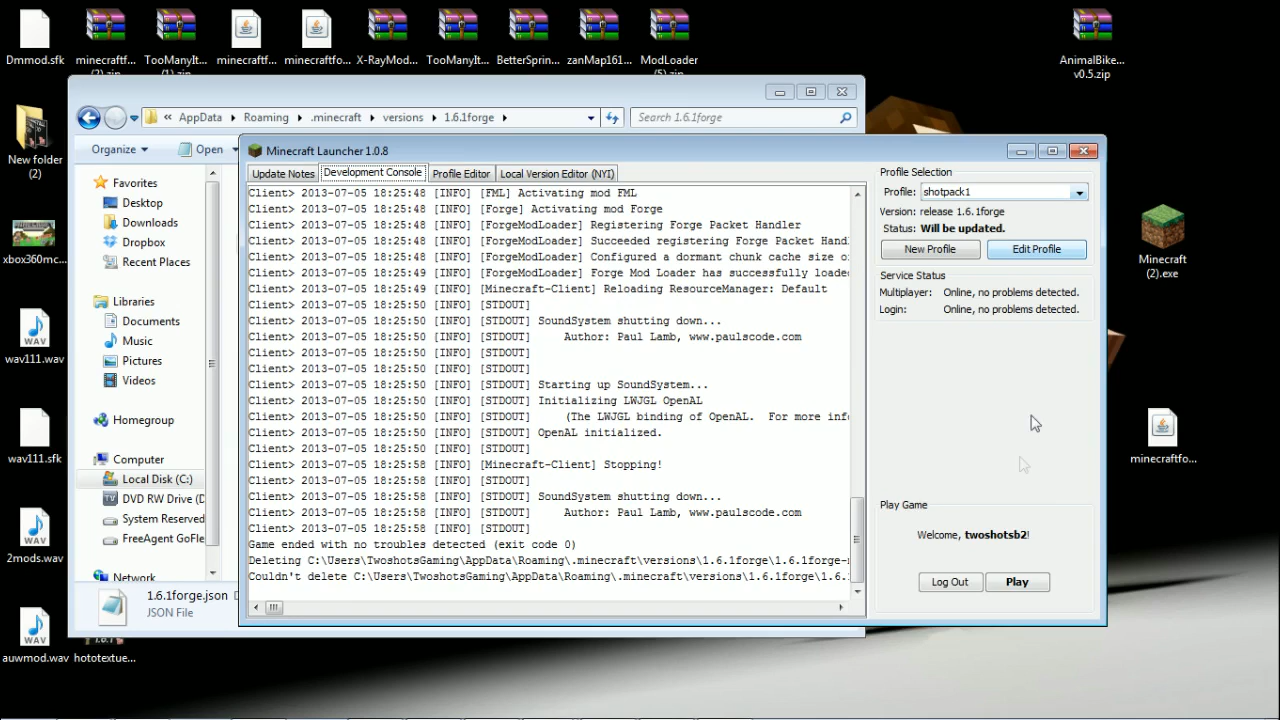 Dmmod.sfk
minecraftf...
(2).zip
TooManyIt...
(1).zip
minecraftf...
minecraftfo...
X-RayMod...
TooManyIt...
BetterSprin...
zanMap161...
ModLoader
(5).zip
AnimalBike...
v0.5.zip
New folder
(2)
xbox360mc...
wav111.wav
wav111.sfk
2mods.wav
auwmod.wav
hototextue...
Minecraft
(2).exe
minecraftfo...
« AppData Roaming .minecraft versions 1.6.1forge
Search 1.6.1forge
Organize
Open
Favorites
Desktop
Downloads
Dropbox
Recent Places
Libraries
Documents
Music
Pictures
Videos
Homegroup
Computer
Local Disk (C:)
DVD RW Drive (D
System Reserved
FreeAgent GoFle
Network
1.6.1forge.json
JSON File
Minecraft Launcher 1.0.8
Update Notes
Development Console
Profile Editor
Local Version Editor (NYI)
Client> 2013-07-05 18:25:48 [INFO] [FML] Activating mod FML
Client> 2013-07-05 18:25:48 [INFO] [Forge] Activating mod Forge
Client> 2013-07-05 18:25:48 [INFO] [ForgeModLoader] Registering Forge Packet Handler
Client> 2013-07-05 18:25:48 [INFO] [ForgeModLoader] Succeeded registering Forge Packet Hand
Client> 2013-07-05 18:25:48 [INFO] [ForgeModLoader] Configured a dormant chunk cache size o
Client> 2013-07-05 18:25:49 [INFO] [ForgeModLoader] Forge Mod Loader has successfully loade
Client> 2013-07-05 18:25:49 [INFO] [Minecraft-Client] Reloading ResourceManager: Default
Client> 2013-07-05 18:25:50 [INFO] [STDOUT]
Client> 2013-07-05 18:25:50 [INFO] [STDOUT] SoundSystem shutting down...
Client> 2013-07-05 18:25:50 [INFO] [STDOUT] Author: Paul Lamb, www.paulscode.com
Client> 2013-07-05 18:25:50 [INFO] [STDOUT]
Client> 2013-07-05 18:25:50 [INFO] [STDOUT]
Client> 2013-07-05 18:25:50 [INFO] [STDOUT] Starting up SoundSystem...
Client> 2013-07-05 18:25:50 [INFO] [STDOUT] Initializing LWJGL OpenAL
Client> 2013-07-05 18:25:50 [INFO] [STDOUT] (The LWJGL binding of OpenAL. For more inf
Client> 2013-07-05 18:25:50 [INFO] [STDOUT] OpenAL initialized.
Client> 2013-07-05 18:25:50 [INFO] [STDOUT]
Client> 2013-07-05 18:25:58 [INFO] [Minecraft-Client] Stopping!
Client> 2013-07-05 18:25:58 [INFO] [STDOUT]
Client> 2013-07-05 18:25:58 [INFO] [STDOUT] SoundSystem shutting down...
Client> 2013-07-05 18:25:58 [INFO] [STDOUT] Author: Paul Lamb, www.paulscode.com
Client> 2013-07-05 18:25:58 [INFO] [STDOUT]
Game ended with no troubles detected (exit code 0)
Deleting C:\Users\TwoshotsGaming\AppData\Roaming\.minecraft\versions\1.6.1forge\1.6.1forge-
Couldn't delete C:\Users\TwoshotsGaming\AppData\Roaming\.minecraft\versions\1.6.1forge\1.6.
Profile Selection
Profile: shotpack1
Version: release 1.6.1forge
Status: Will be updated.
New Profile
Edit Profile
Service Status
Multiplayer: Online, no problems detected.
Login: Online, no problems detected.
Play Game
Welcome, twoshotsb2!
Log Out
Play